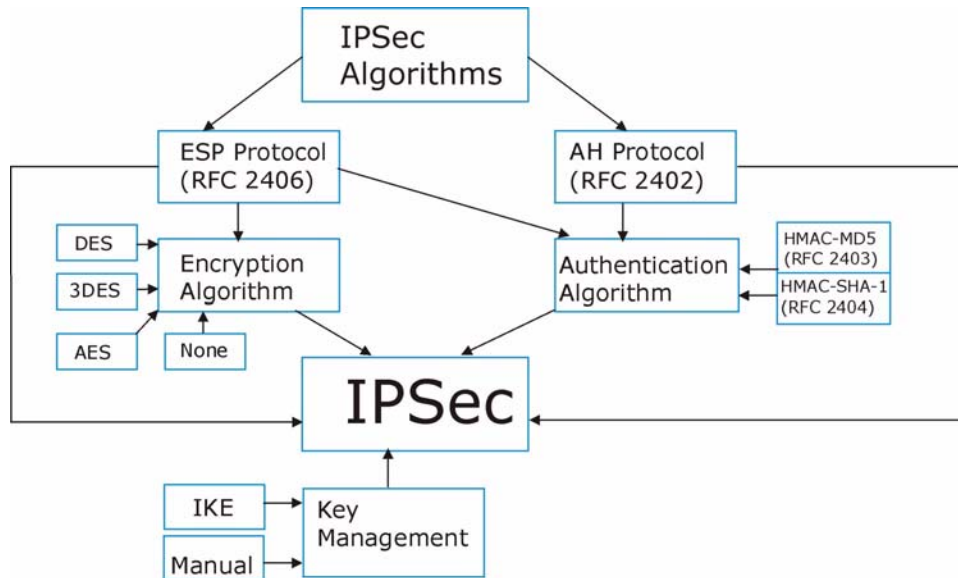 IPSec
Algorithms
ESP Protocol
(RFC 2406)
AH Protocol
(RFC 2402)
DES
3DES
AES
None
Encryption
Algorithm
Authentication
Algorithm
HMAC-MD5
(RFC 2403)
HMAC-SHA-1
(RFC 2404)
IPSec
IKE
Manual
Key
Management